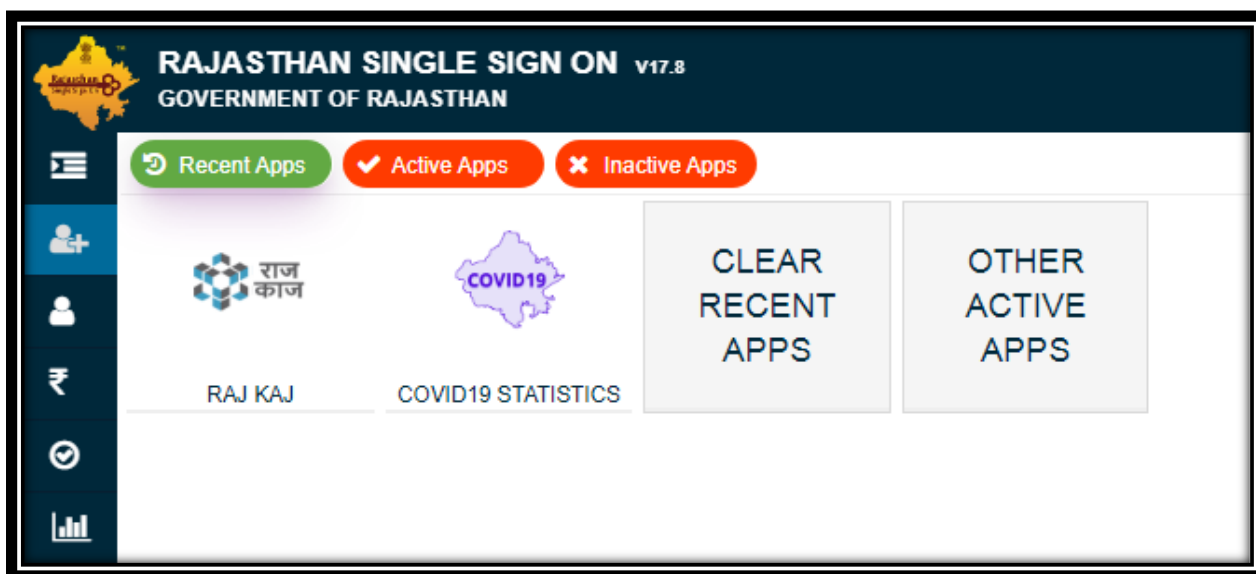 RAJASTHAN SINGLE SIGN ON V17.8
GOVERNMENT OF RAJASTHAN
Recent Apps
Active Apps
Inactive Apps
राज
काज
RAJ KAJ
COVID19
COVID19 STATISTICS
CLEAR
RECENT
APPS
OTHER
ACTIVE
APPS